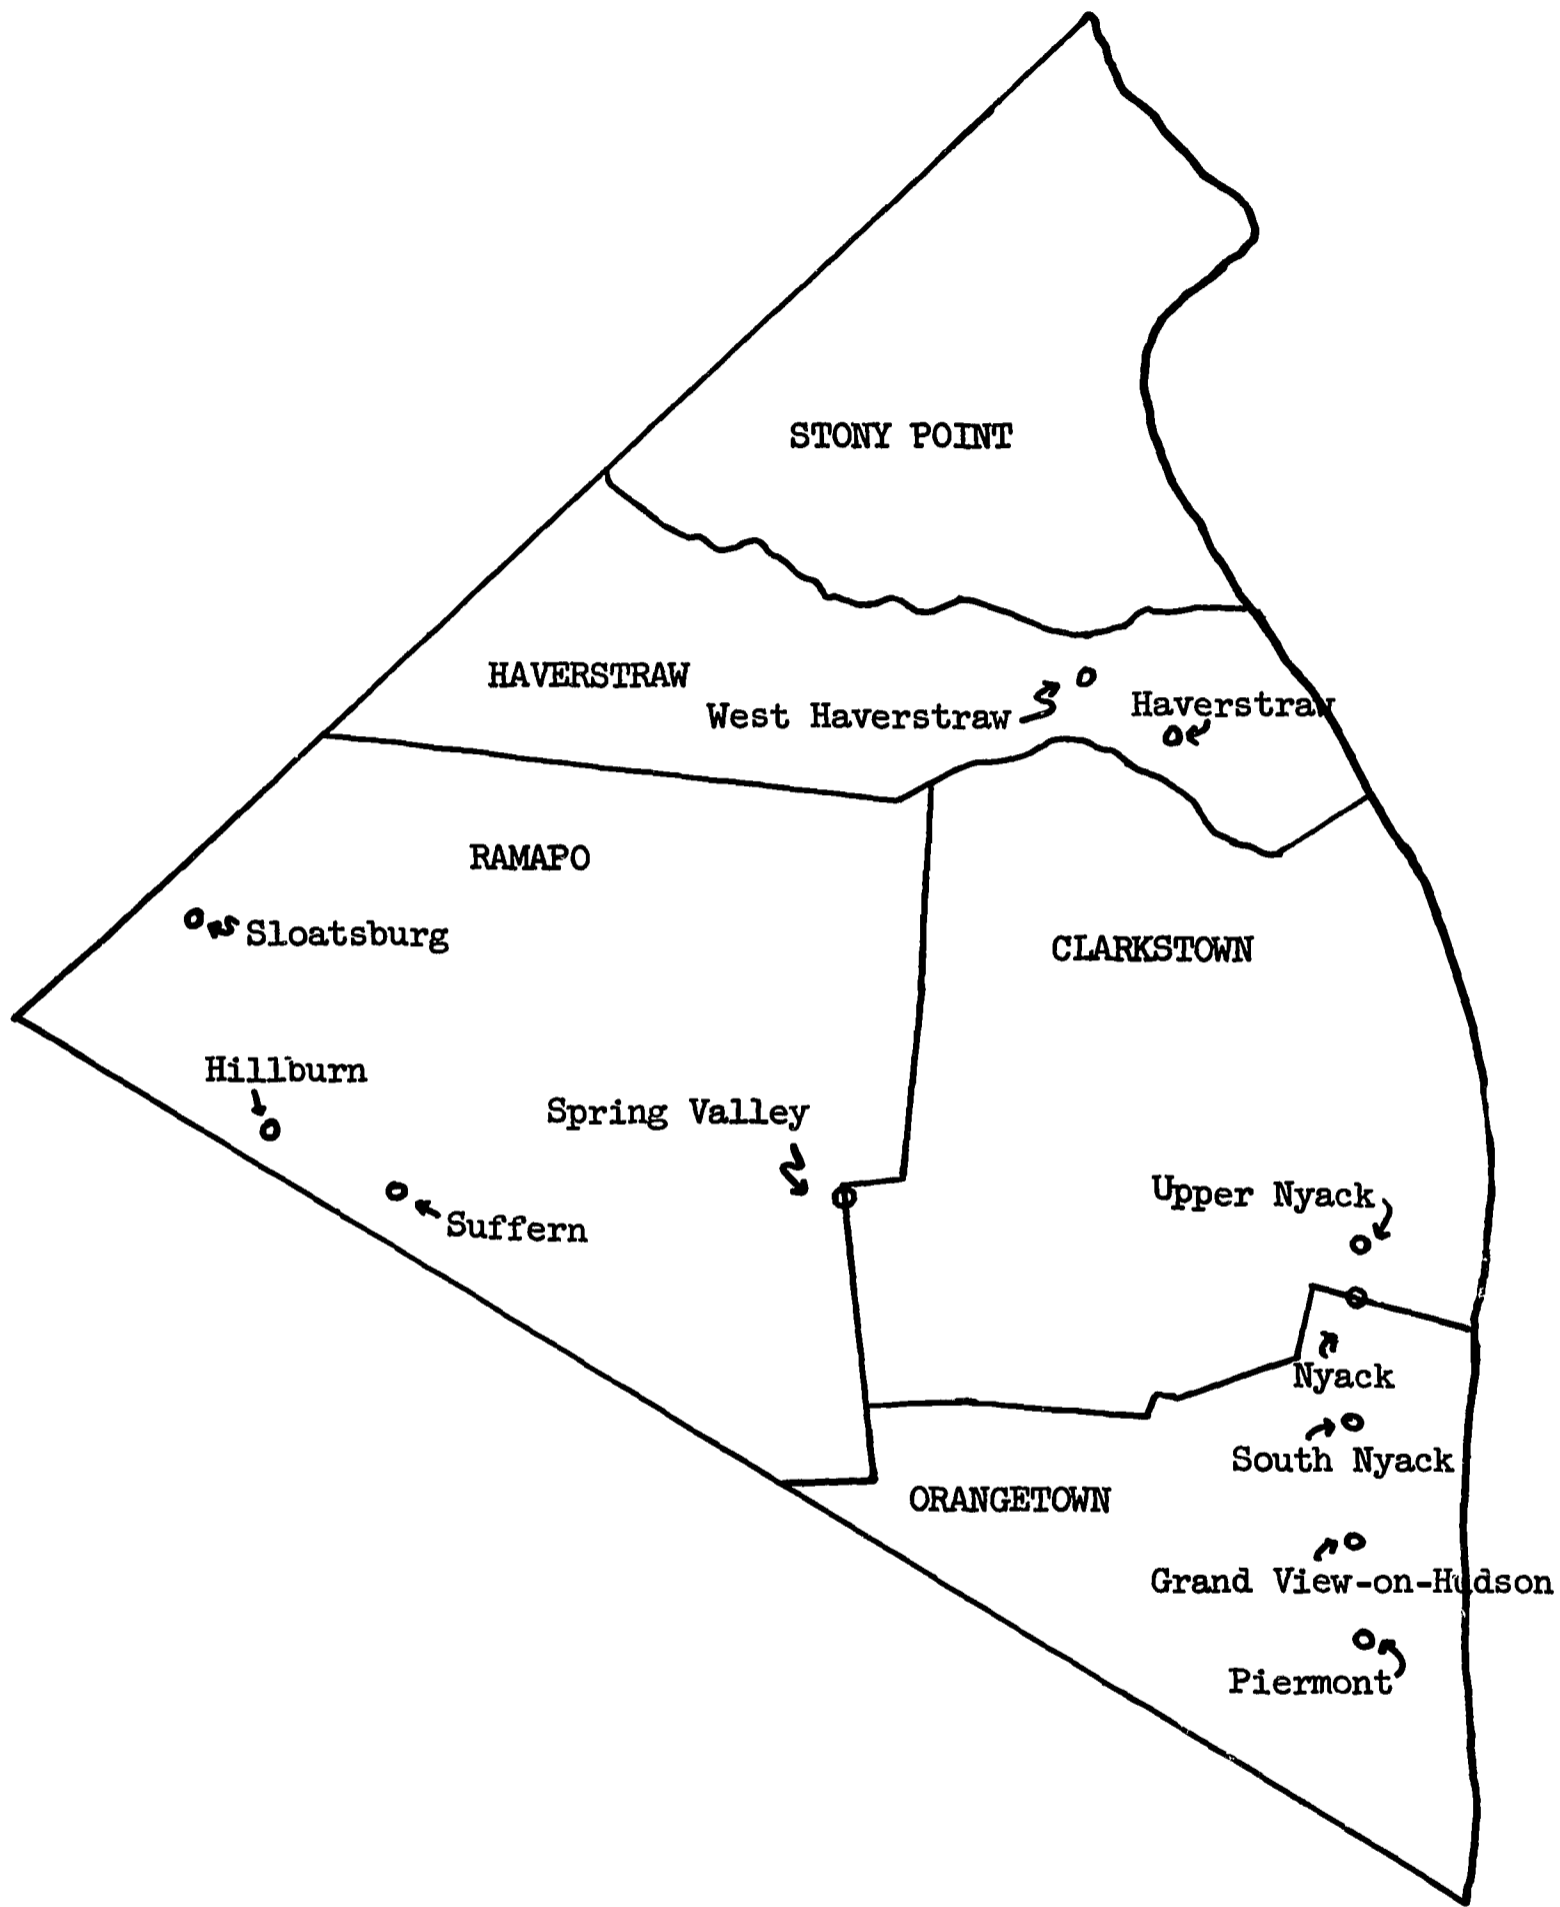 STONY POINT
HAVERSTRAW
West Haverstraw
Haverstraw
RAMAPO
Sloatsburg
CLARKSTOWN
Hillburn
Spring Valley
Upper Nyack
Suffern
Nyack
South Nyack
ORANGETOWN
Grand View-on-Hudson
Piermont